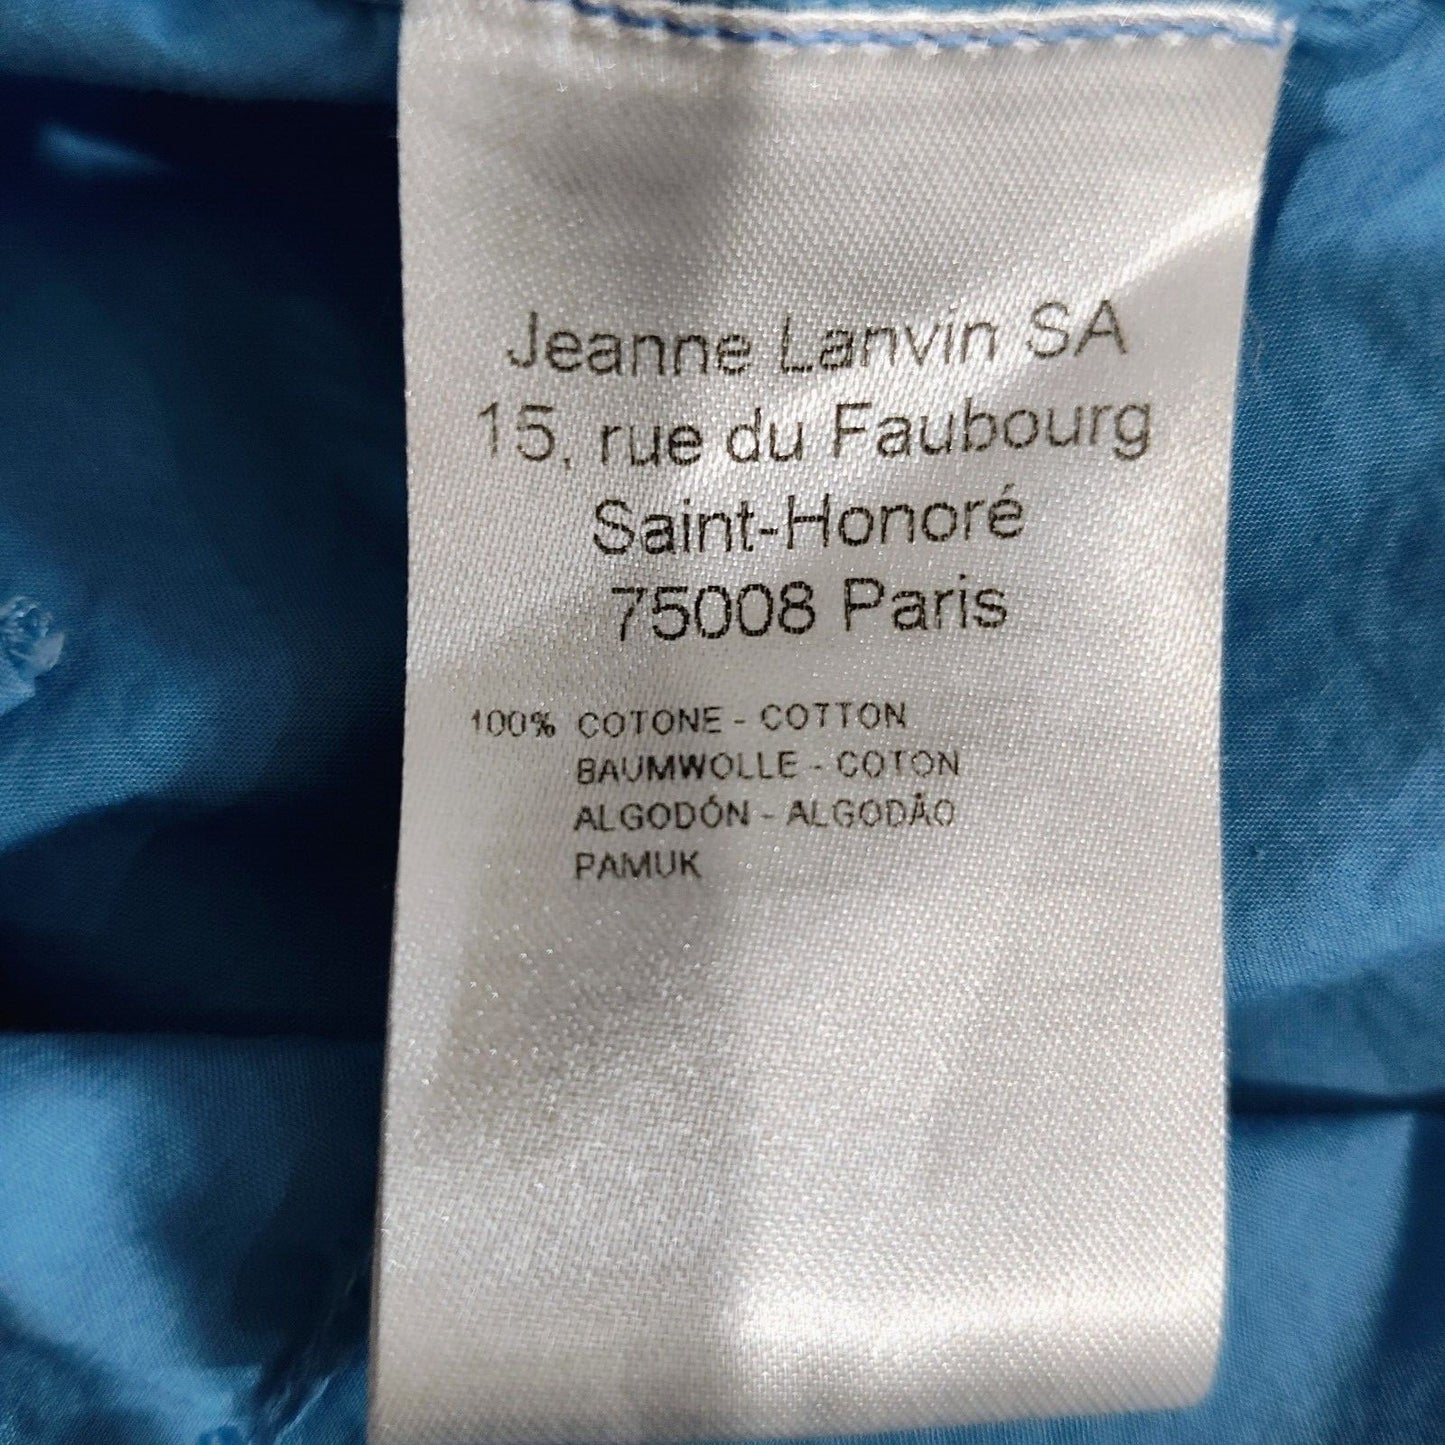 Jeanne Lanvin SA
15, rue du Faubourg
Saint-Honoré
75008 Paris
100% COTONE - COTTON
BAUMWOLLE - COTON
ALGODÓN - ALGODÃO
PAMUK